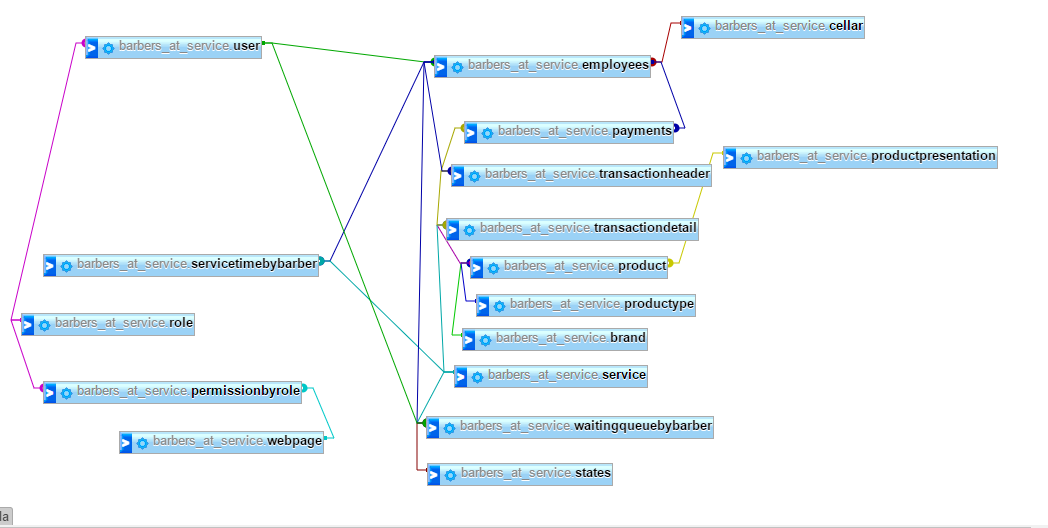 barbers_at_service.cellar
barbers_at_service.user
barbers_at_service.employees
barbers_at_service.payments
barbers_at_service.productpresentation
barbers_at_service.transactionheader
barbers_at_service.transactiondetail
barbers_at_service.servicetimebybarber
barbers_at_service.product
barbers_at_service.productype
barbers_at_service.role
barbers_at_service.brand
barbers_at_service.service
barbers_at_service.permissionbyrole
barbers_at_service.waitingqueuebybarber
barbers_at_service.webpage
barbers_at_service.states
la